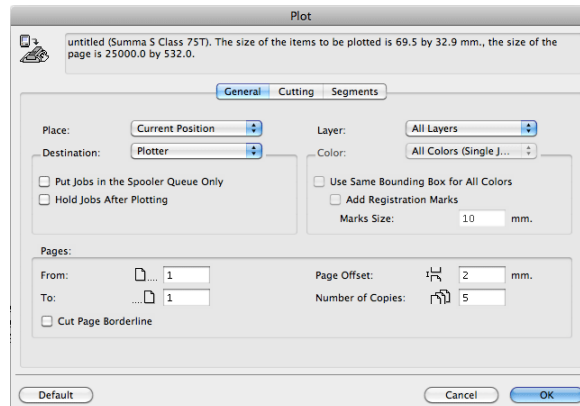 Plot
untitled (Summa S Class 75T). The size of the items to be plotted is 69.5 by 32.9 mm., the size of the
page is 25000.0 by 532.0.
General Cutting Segments
Place: Current Position
Layer: All Layers
Destination: Plotter
Color: All Colors (Single J...
Put Jobs in the Spooler Queue Only
Hold Jobs After Plotting
Use Same Bounding Box for All Colors
Add Registration Marks
Marks Size: 10 mm.
Pages:
From: 1
Page Offset: 2 mm.
To: 1
Number of Copies: 5
Cut Page Borderline
Default Cancel OK